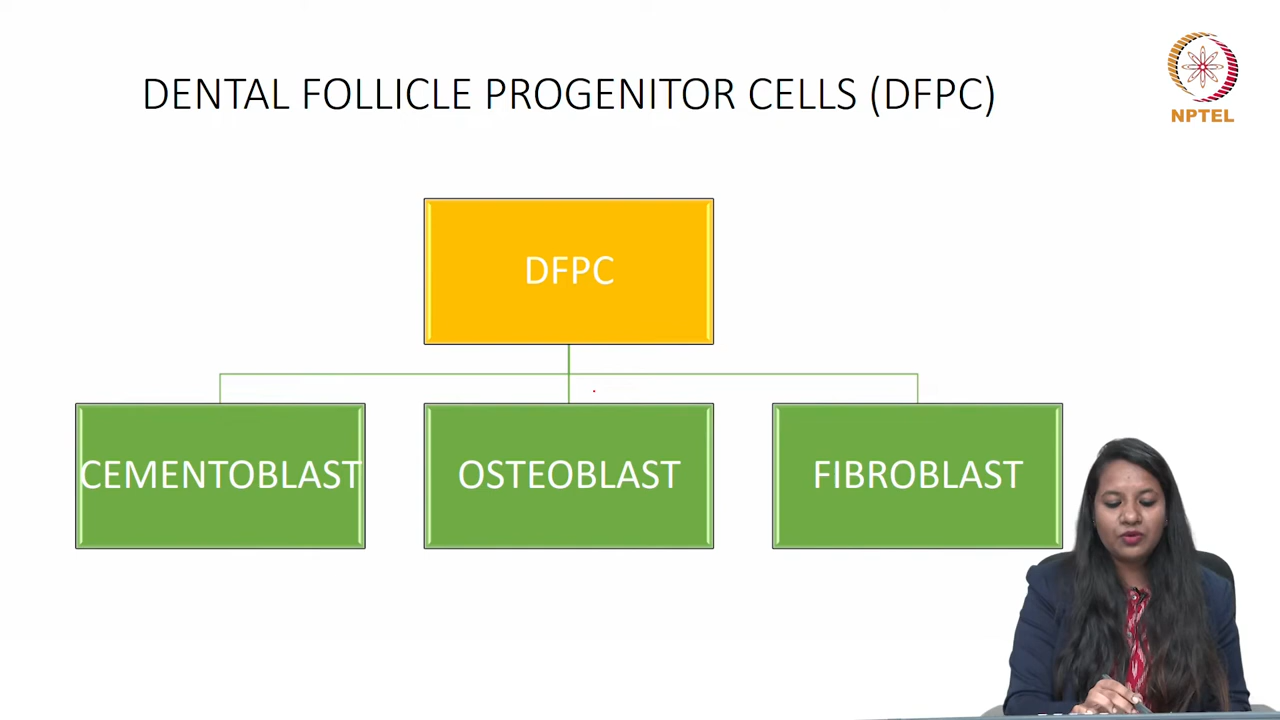 DENTAL FOLLICLE PROGENITOR CELLS (DFPC)
NPTEL
DFPC
CEMENTOBLAST
OSTEOBLAST
FIBROBLAST